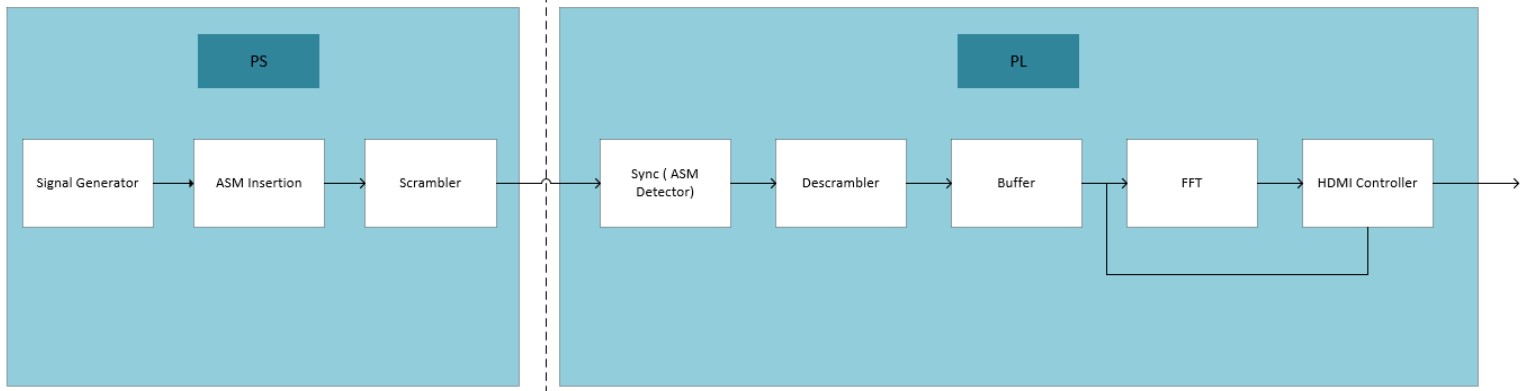 PS
PL
Signal Generator
ASM Insertion
Scrambler
Sync ( ASM
Detector)
Descrambler
Buffer
FFT
HDMI Controller